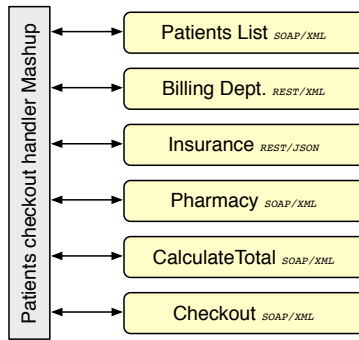 Patients checkout handler Mashup
Patients List SOAP/XML
Billing Dept. REST/XML
Insurance REST/JSON
Pharmacy SOAP/XML
CalculateTotal SOAP/XML
Checkout SOAP/XML